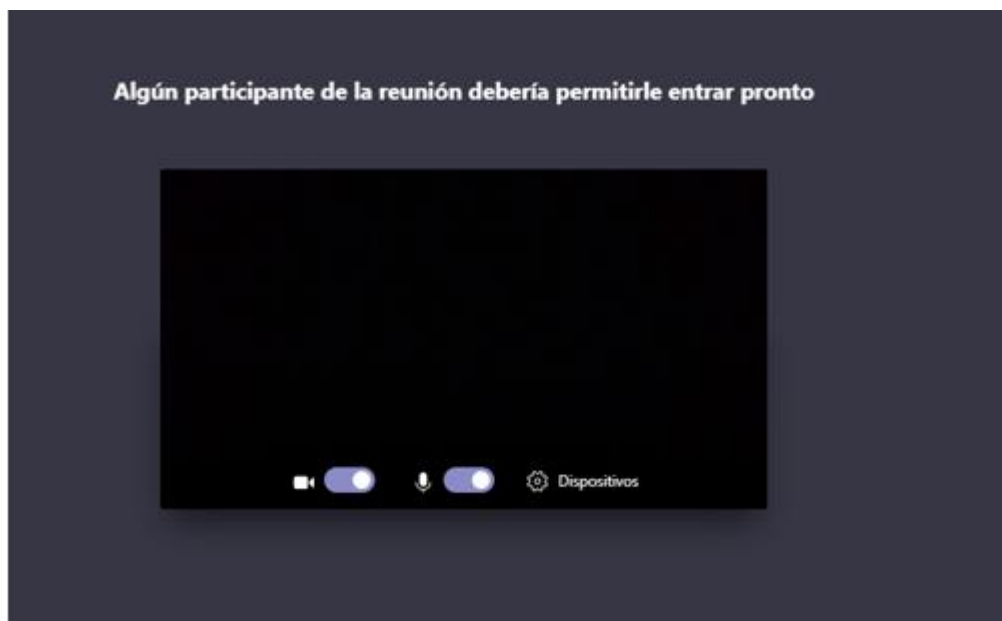 Algún participante de la reunión debería permitirle entrar pronto
Dispositivos